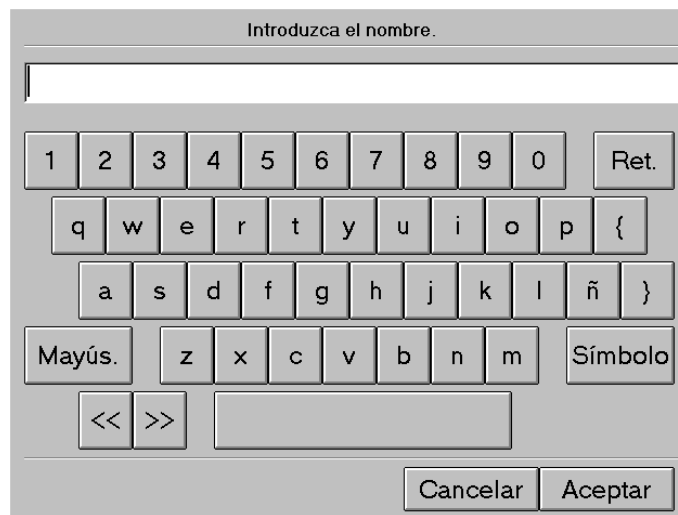 Introduzca el nombre.
1 2 3 4 5 6 7 8 9 0 Ret.
q w e r t y u i o p {
a s d f g h j k l ñ }
Mayús. z x c v b n m Símbolo
<< >>
Cancelar Aceptar